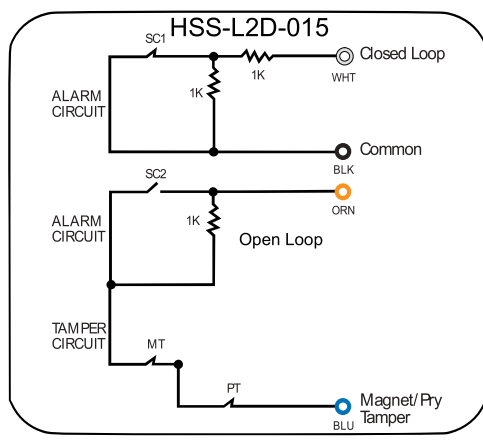 HSS-L2D-015
SC1
Closed Loop
1K
WHT
1K
ALARM
CIRCUIT
Common
BLK
SC2
ORN
1K
ALARM
CIRCUIT
Open Loop
TAMPER
CIRCUIT
MT
PT
Magnet/Pry
Tamper
BLU